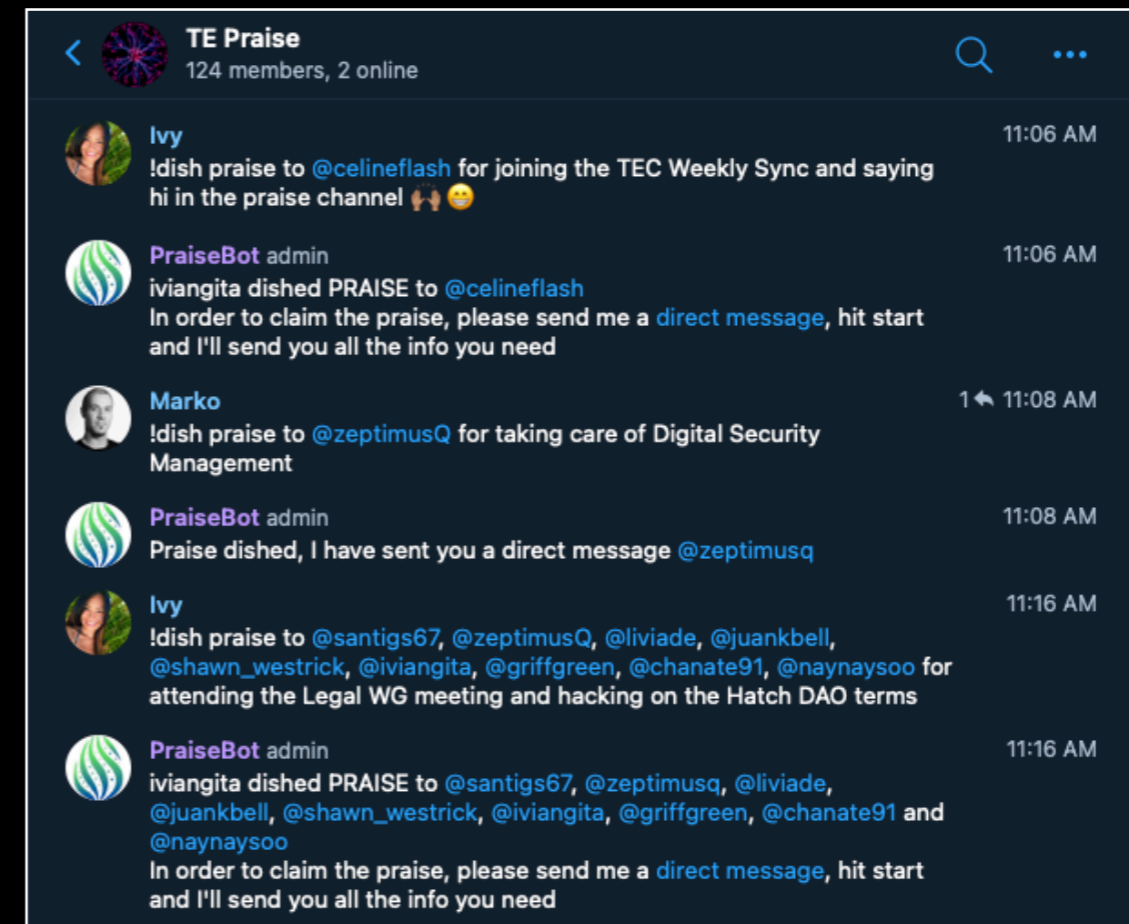 TE Praise
124 members, 2 online
Ivy 11:06 AM
!dish praise to @celineflash for joining the TEC Weekly Sync and saying
hi in the praise channel 🙌🏽 😁
PraiseBot admin 11:06 AM
iviangita dished PRAISE to @celineflash
In order to claim the praise, please send me a direct message, hit start
and I'll send you all the info you need
Marko 1 11:08 AM
!dish praise to @zeptimusQ for taking care of Digital Security
Management
PraiseBot admin 11:08 AM
Praise dished, I have sent you a direct message @zeptimusq
Ivy 11:16 AM
!dish praise to @santigs67, @zeptimusQ, @liviade, @juankbell,
@shawn_westrick, @iviangita, @griffgreen, @chanate91, @naynaysoo for
attending the Legal WG meeting and hacking on the Hatch DAO terms
PraiseBot admin 11:16 AM
iviangita dished PRAISE to @santigs67, @zeptimusq, @liviade,
@juankbell, @shawn_westrick, @iviangita, @griffgreen, @chanate91 and
@naynaysoo
In order to claim the praise, please send me a direct message, hit start
and I'll send you all the info you need